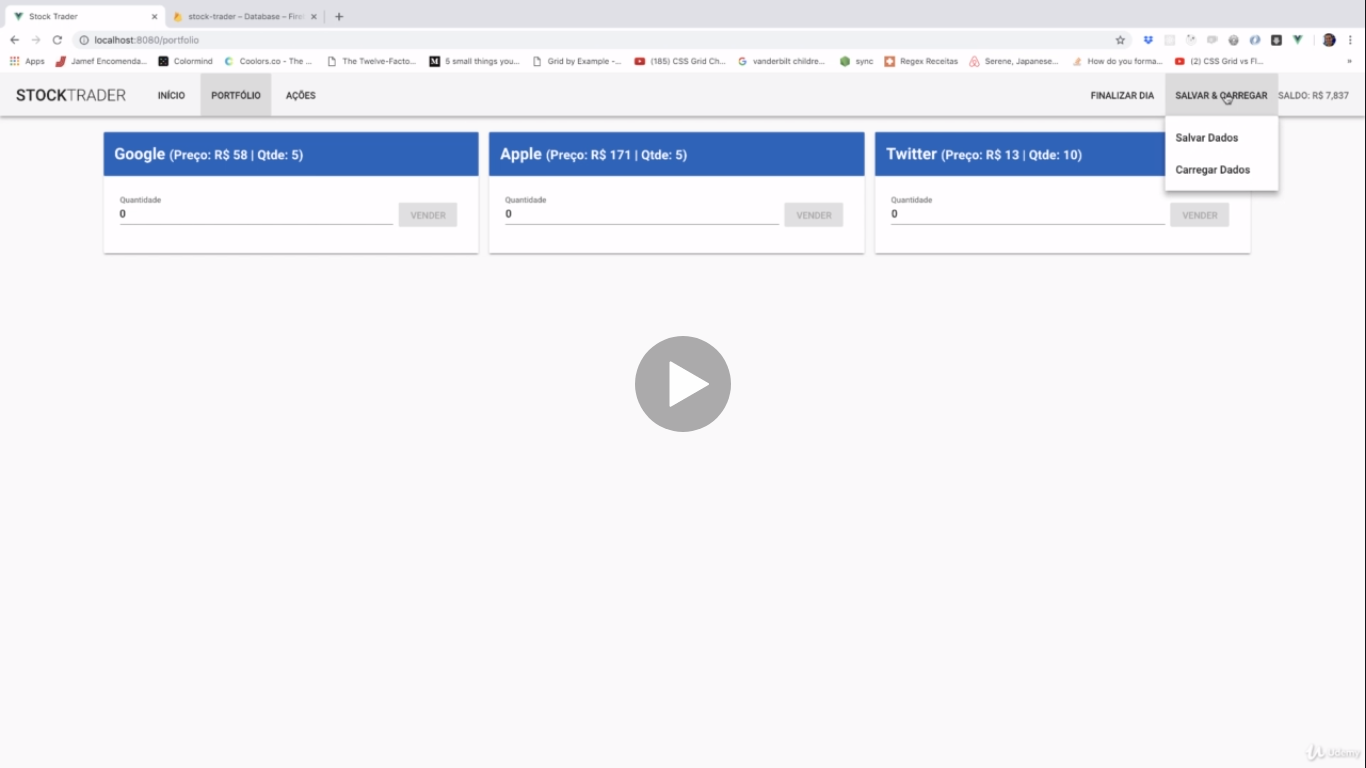 Stock Trader
stock-trader – Database – Fire
localhost:8080/portfolio
Apps Jamef Encomenda... Colormind Coolors.co - The ... The Twelve-Facto... 5 small things you... Grid by Example -... (185) CSS Grid Ch... vanderbilt childre... sync Regex Receitas Serene, Japanese... How do you forma... (2) CSS Grid vs Fl... »
STOCKTRADER INÍCIO PORTFÓLIO AÇÕES FINALIZAR DIA SALVAR & CARREGAR SALDO: R$ 7,837
Salvar Dados
Carregar Dados
Google (Preço: R$ 58 | Qtde: 5)
Quantidade
0
VENDER
Apple (Preço: R$ 171 | Qtde: 5)
Quantidade
0
VENDER
Twitter (Preço: R$ 13 | Qtde: 10)
Quantidade
0
VENDER
Udemy